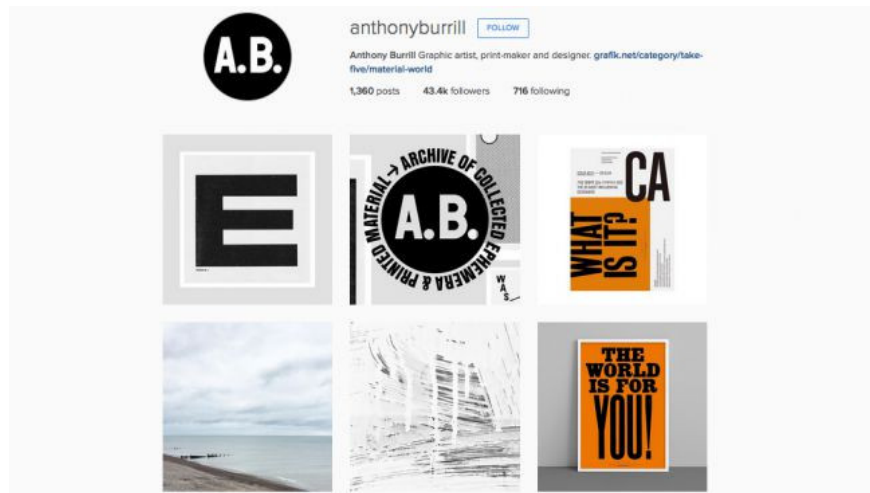 A.B.
anthonyburrill FOLLOW
Anthony Burrill Graphic artist, print-maker and designer. grafik.net/category/take-
five/material-world
1,360 posts 43.4k followers 716 following
E
MATERIAL → ARCHIVE OF COLLECTED EPHEMERA & PRINTED
A.B.
WAS
CA
WHAT
IS IT?
THE
WORLD
IS FOR
YOU!